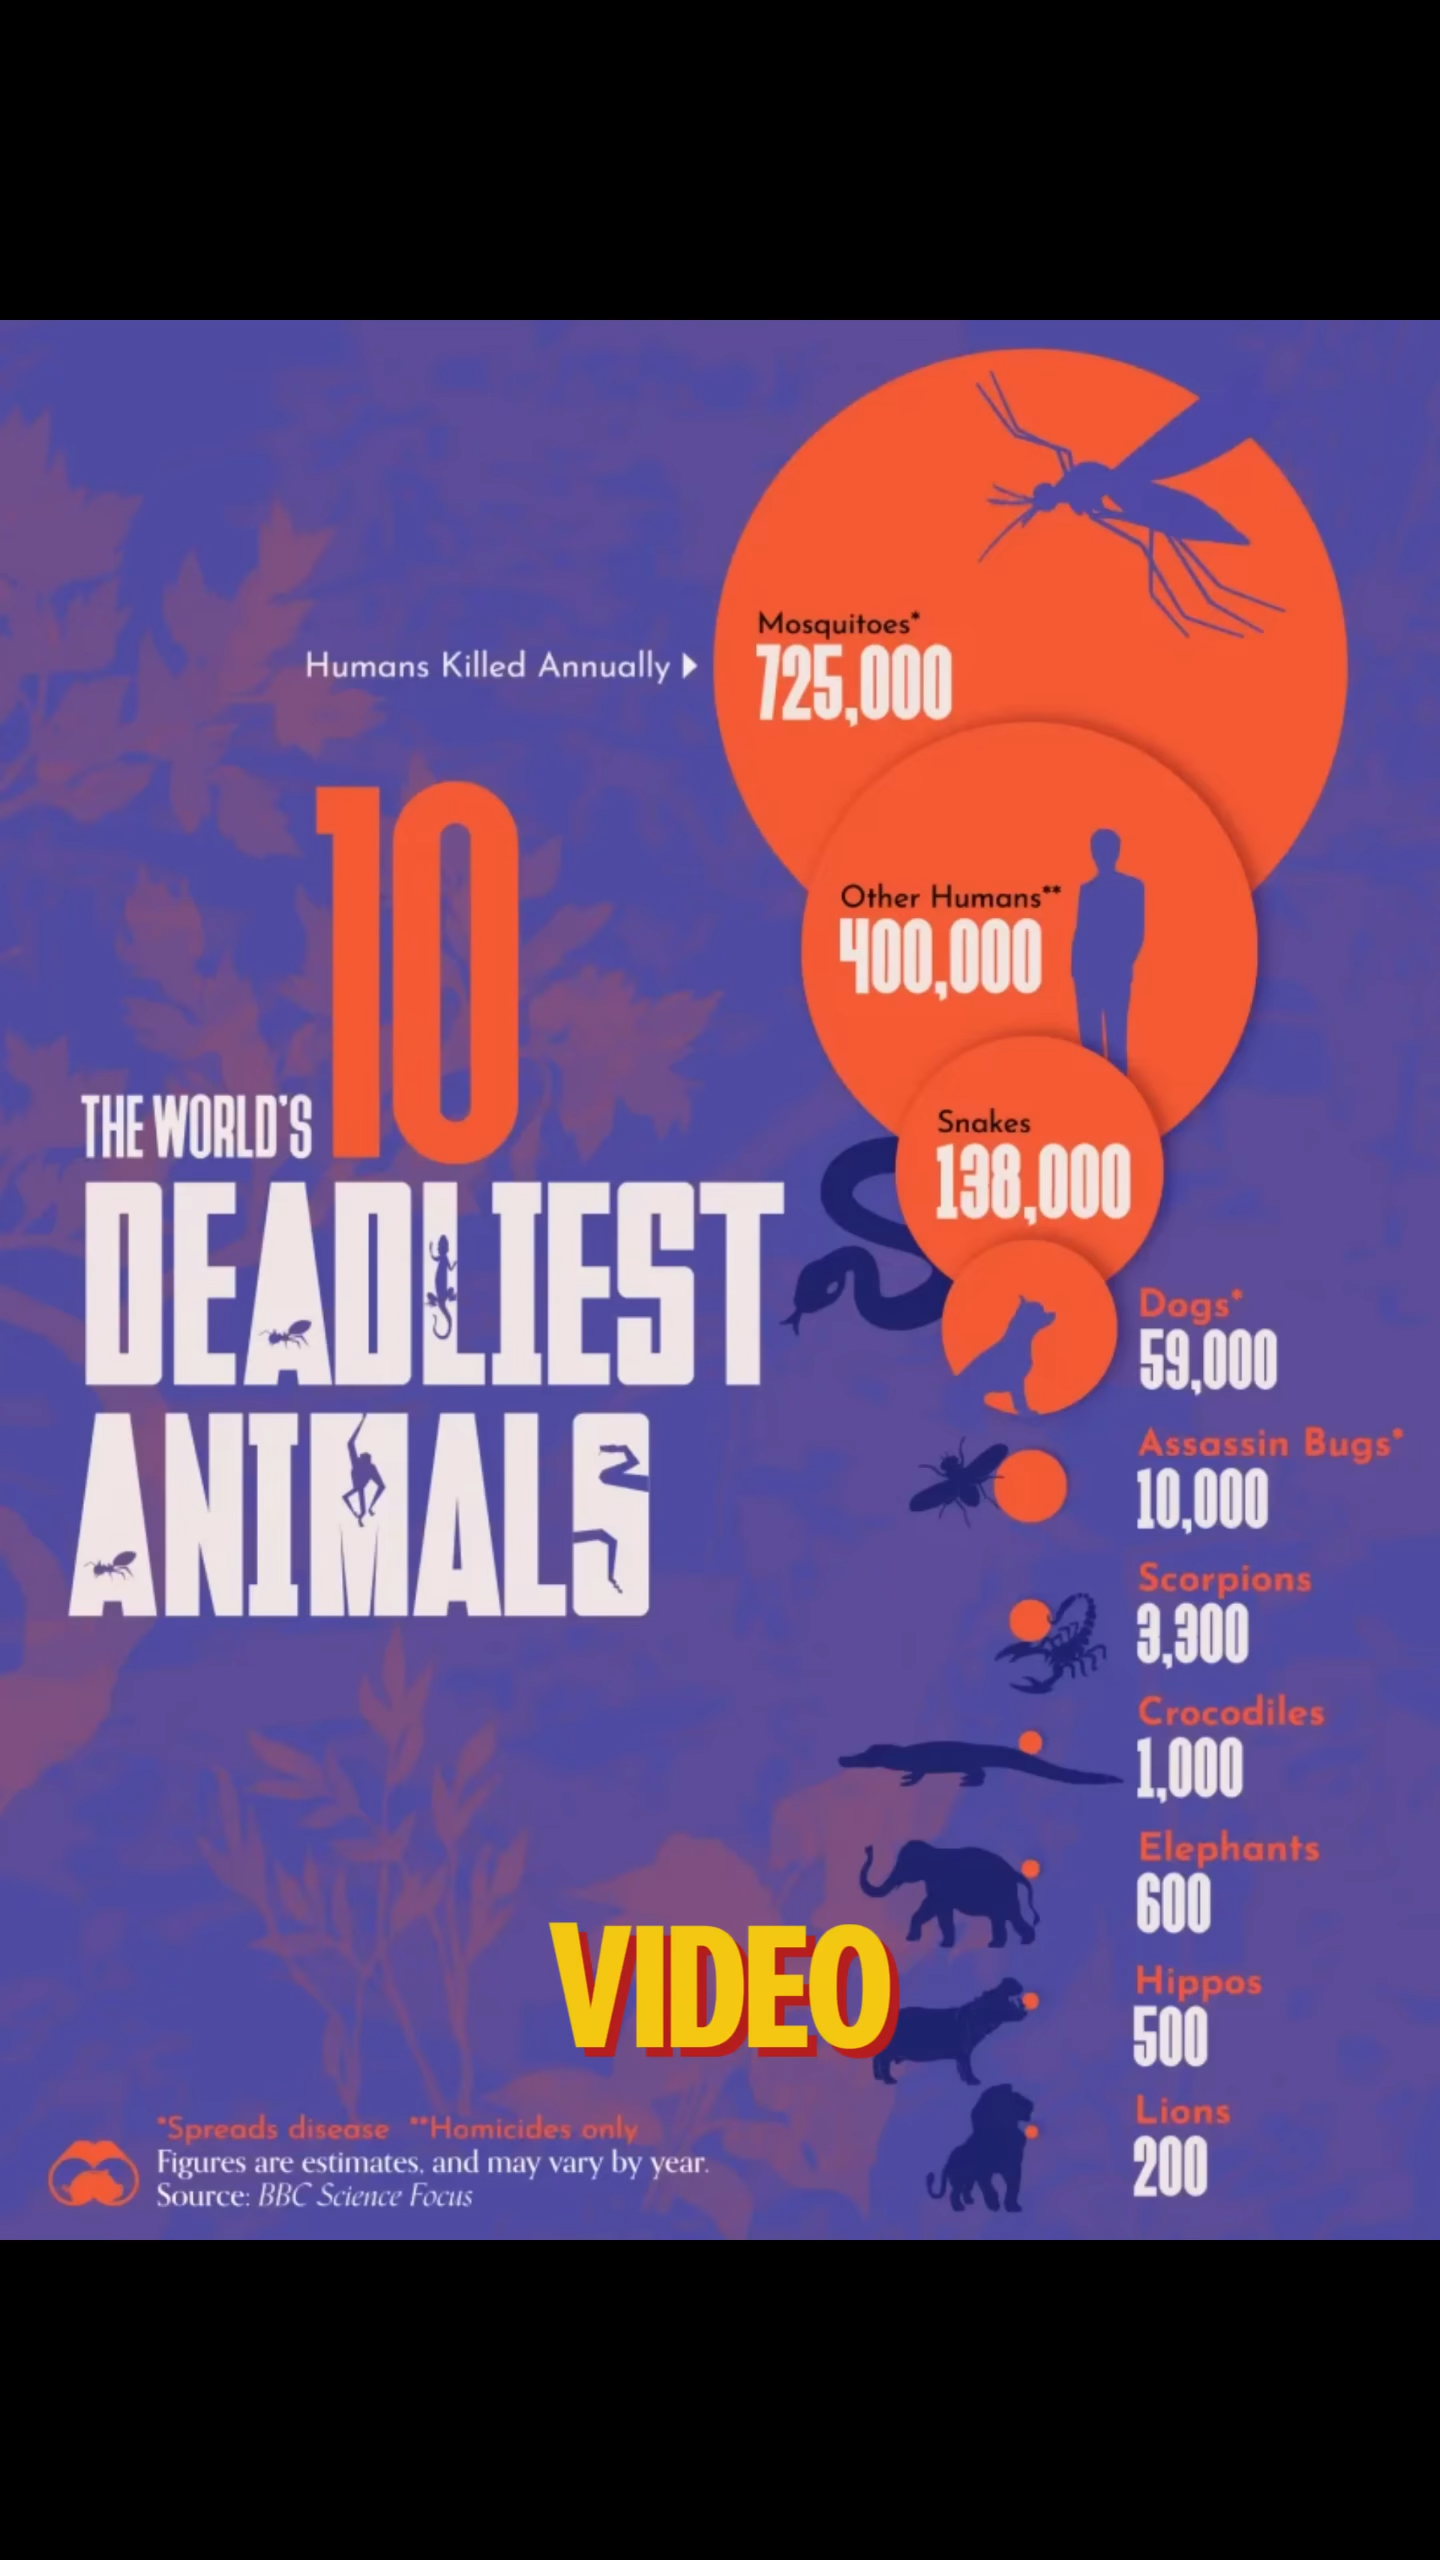 Mosquitoes*
Humans Killed Annually
725,000
Other Humans**
400,000
THE WORLD'S 10
DEADLIEST
ANIMALS
Snakes
138,000
Dogs*
59,000
Assassin Bugs*
10,000
Scorpions
3,300
Crocodiles
1,000
Elephants
600
VIDEO
Hippos
500
Lions
200
*Spreads disease **Homicides only
Figures are estimates, and may vary by year.
Source: BBC Science Focus